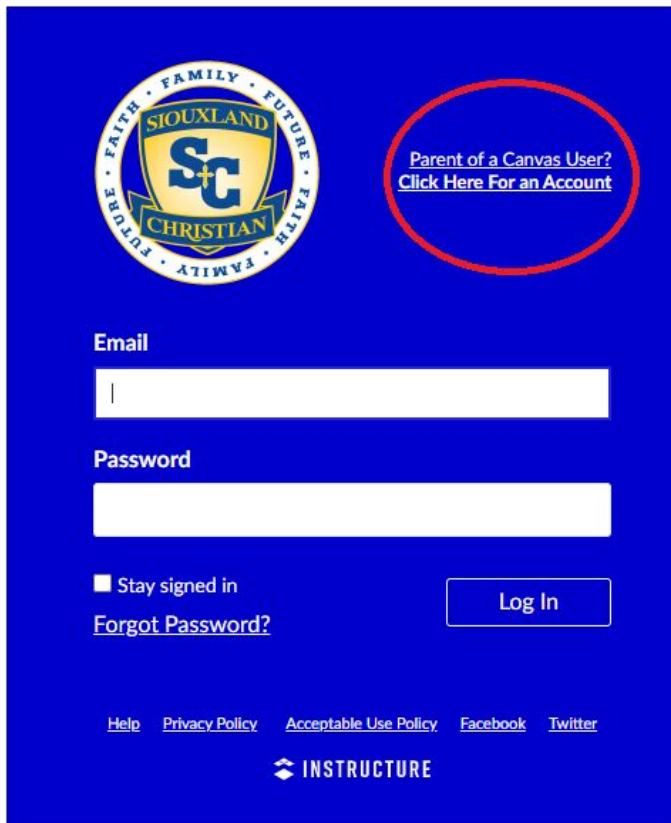 FAITH · FAMILY · FUTURE · FAITH · FAMILY · FUTURE ·
SIOUXLAND
SC
CHRISTIAN
Parent of a Canvas User?
Click Here For an Account
Email
Password
Stay signed in
Log In
Forgot Password?
Help Privacy Policy Acceptable Use Policy Facebook Twitter
INSTRUCTURE